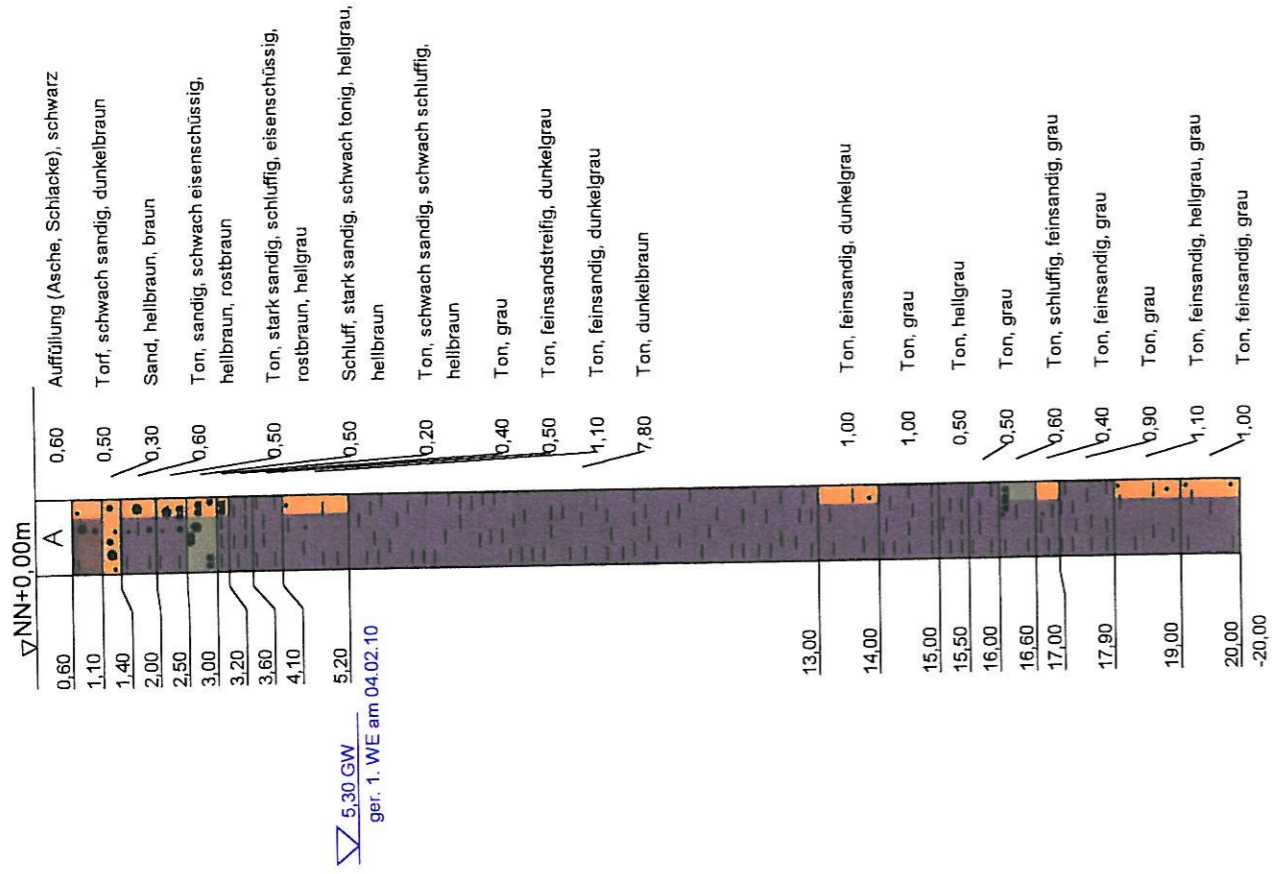 ▽NN+0,00m
A
0,60
0,60 Auffüllung (Asche, Schlacke), schwarz
1,10
0,50 Torf, schwach sandig, dunkelbraun
1,40
0,30 Sand, hellbraun, braun
2,00
0,60 Ton, sandig, schwach eisenschüssig,
hellbraun, rostbraun
2,50
0,50 Ton, stark sandig, schluffig, eisenschüssig,
rostbraun, hellgrau
3,00
0,50 Schluff, stark sandig, schwach tonig, hellgrau,
hellbraun
3,20
0,20 Ton, schwach sandig, schwach schluffig,
hellbraun
3,60
0,40 Ton, grau
4,10
0,50 Ton, feinsandstreifig, dunkelgrau
5,20
1,10 Ton, feinsandig, dunkelgrau
▽ 5,30 GW
ger. 1. WE am 04.02.10
13,00
7,80 Ton, dunkelbraun
14,00
1,00 Ton, feinsandig, dunkelgrau
15,00
1,00 Ton, grau
15,50
0,50 Ton, hellgrau
16,00
0,50 Ton, grau
16,60
0,60 Ton, schluffig, feinsandig, grau
17,00
0,40 Ton, feinsandig, grau
17,90
0,90 Ton, grau
19,00
1,10 Ton, feinsandig, hellgrau, grau
20,00
1,00 Ton, feinsandig, grau
-20,00